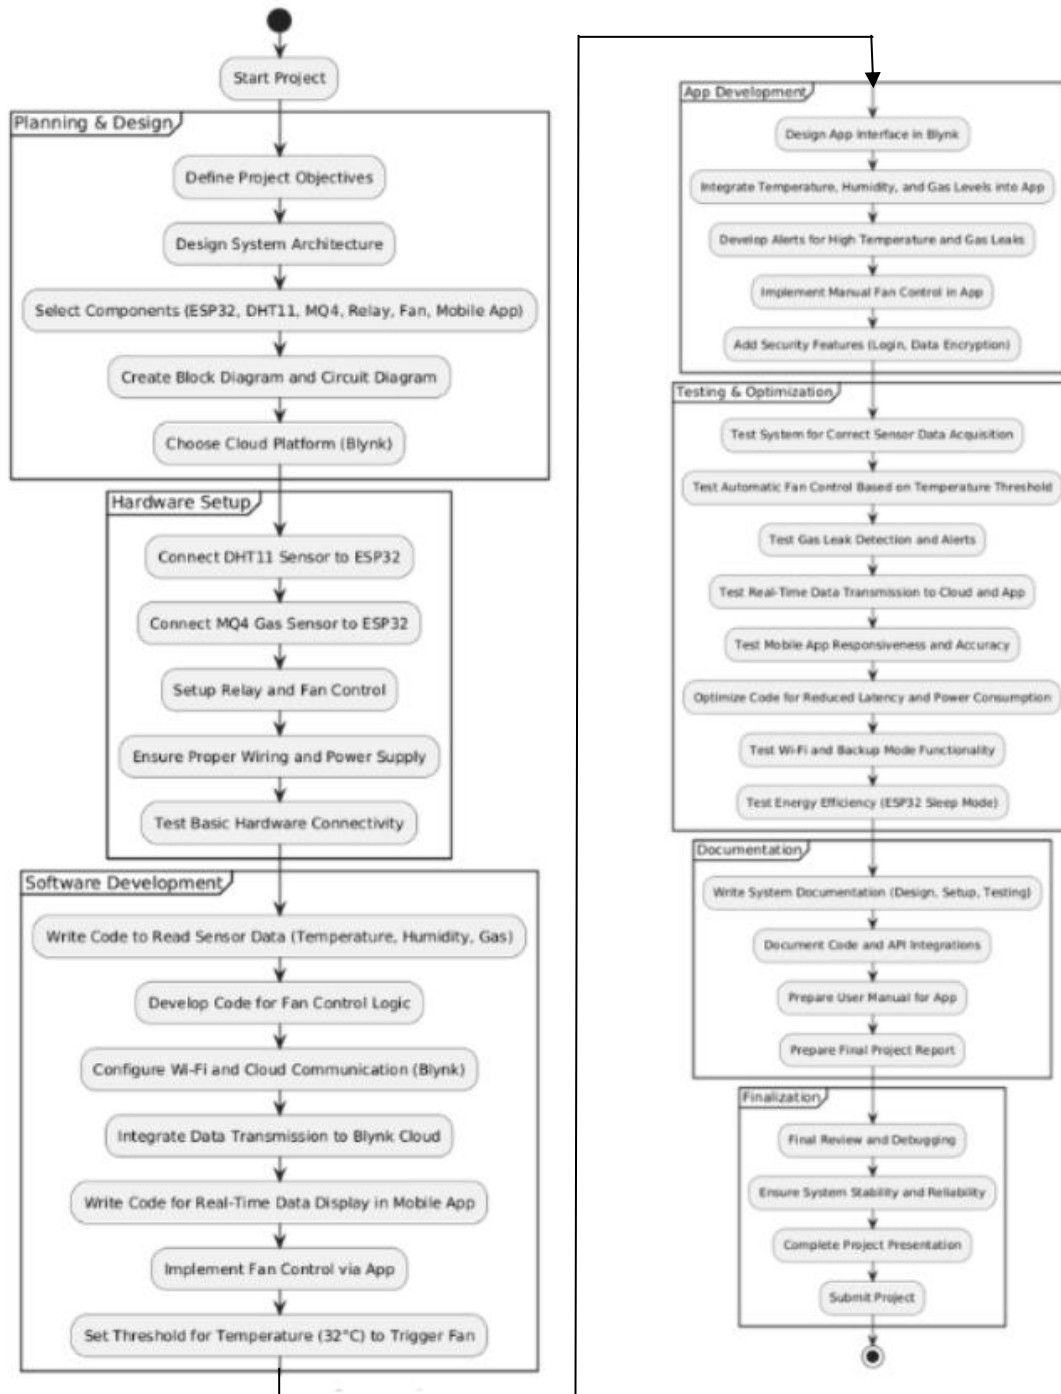 Start Project
Planning & Design
Define Project Objectives
Design System Architecture
Select Components (ESP32, DHT11, MQ4, Relay, Fan, Mobile App)
Create Block Diagram and Circuit Diagram
Choose Cloud Platform (Blynk)
Hardware Setup
Connect DHT11 Sensor to ESP32
Connect MQ4 Gas Sensor to ESP32
Setup Relay and Fan Control
Ensure Proper Wiring and Power Supply
Test Basic Hardware Connectivity
Software Development
Write Code to Read Sensor Data (Temperature, Humidity, Gas)
Develop Code for Fan Control Logic
Configure Wi-Fi and Cloud Communication (Blynk)
Integrate Data Transmission to Blynk Cloud
Write Code for Real-Time Data Display in Mobile App
Implement Fan Control via App
Set Threshold for Temperature (32°C) to Trigger Fan
App Development
Design App Interface in Blynk
Integrate Temperature, Humidity, and Gas Levels into App
Develop Alerts for High Temperature and Gas Leaks
Implement Manual Fan Control in App
Add Security Features (Login, Data Encryption)
Testing & Optimization
Test System for Correct Sensor Data Acquisition
Test Automatic Fan Control Based on Temperature Threshold
Test Gas Leak Detection and Alerts
Test Real-Time Data Transmission to Cloud and App
Test Mobile App Responsiveness and Accuracy
Optimize Code for Reduced Latency and Power Consumption
Test Wi-Fi and Backup Mode Functionality
Test Energy Efficiency (ESP32 Sleep Mode)
Documentation
Write System Documentation (Design, Setup, Testing)
Document Code and API Integrations
Prepare User Manual for App
Prepare Final Project Report
Finalization
Final Review and Debugging
Ensure System Stability and Reliability
Complete Project Presentation
Submit Project